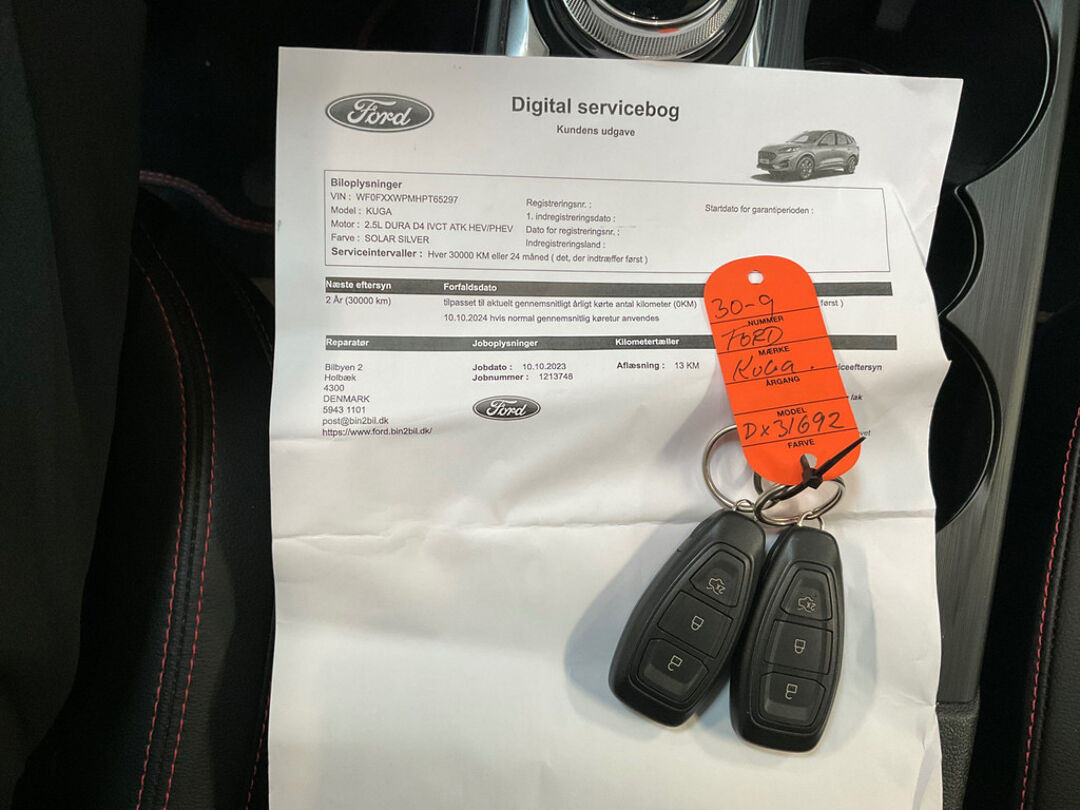 Ford
Digital servicebog
Kundens udgave
Biloplysninger
VIN : WF0FXXWPMHPT65297
Model : KUGA
Motor : 2.5L DURA D4 IVCT ATK HEV/PHEV
Farve : SOLAR SILVER
Serviceintervaller : Hver 30000 KM eller 24 måned ( det, der indtræffer først )
Registreringsnr. :
1. indregistreringsdato :
Dato for registreringsnr. :
Indregistreringsland :
Startdato for garantiperioden :
Næste eftersyn Forfaldsdato
2 År (30000 km) tilpasset til aktuelt gennemsnitligt årligt kørte antal kilometer (0KM) først )
10.10.2024 hvis normal gennemsnitlig køretur anvendes
Reparatør Joboplysninger Kilometertæller
Bilbyen 2
Holbæk
4300
DENMARK
5943 1101
post@bin2bil.dk
https://www.ford.bin2bil.dk/
Jobdato : 10.10.2023
Jobnummer : 1213748
Ford
Aflæsning : 13 KM
iceeftersyn
lak
30-9
NUMMER
FORD
MÆRKE
KUGA.
ÅRGANG
MODEL
Dx31692
FARVE
2x
2x